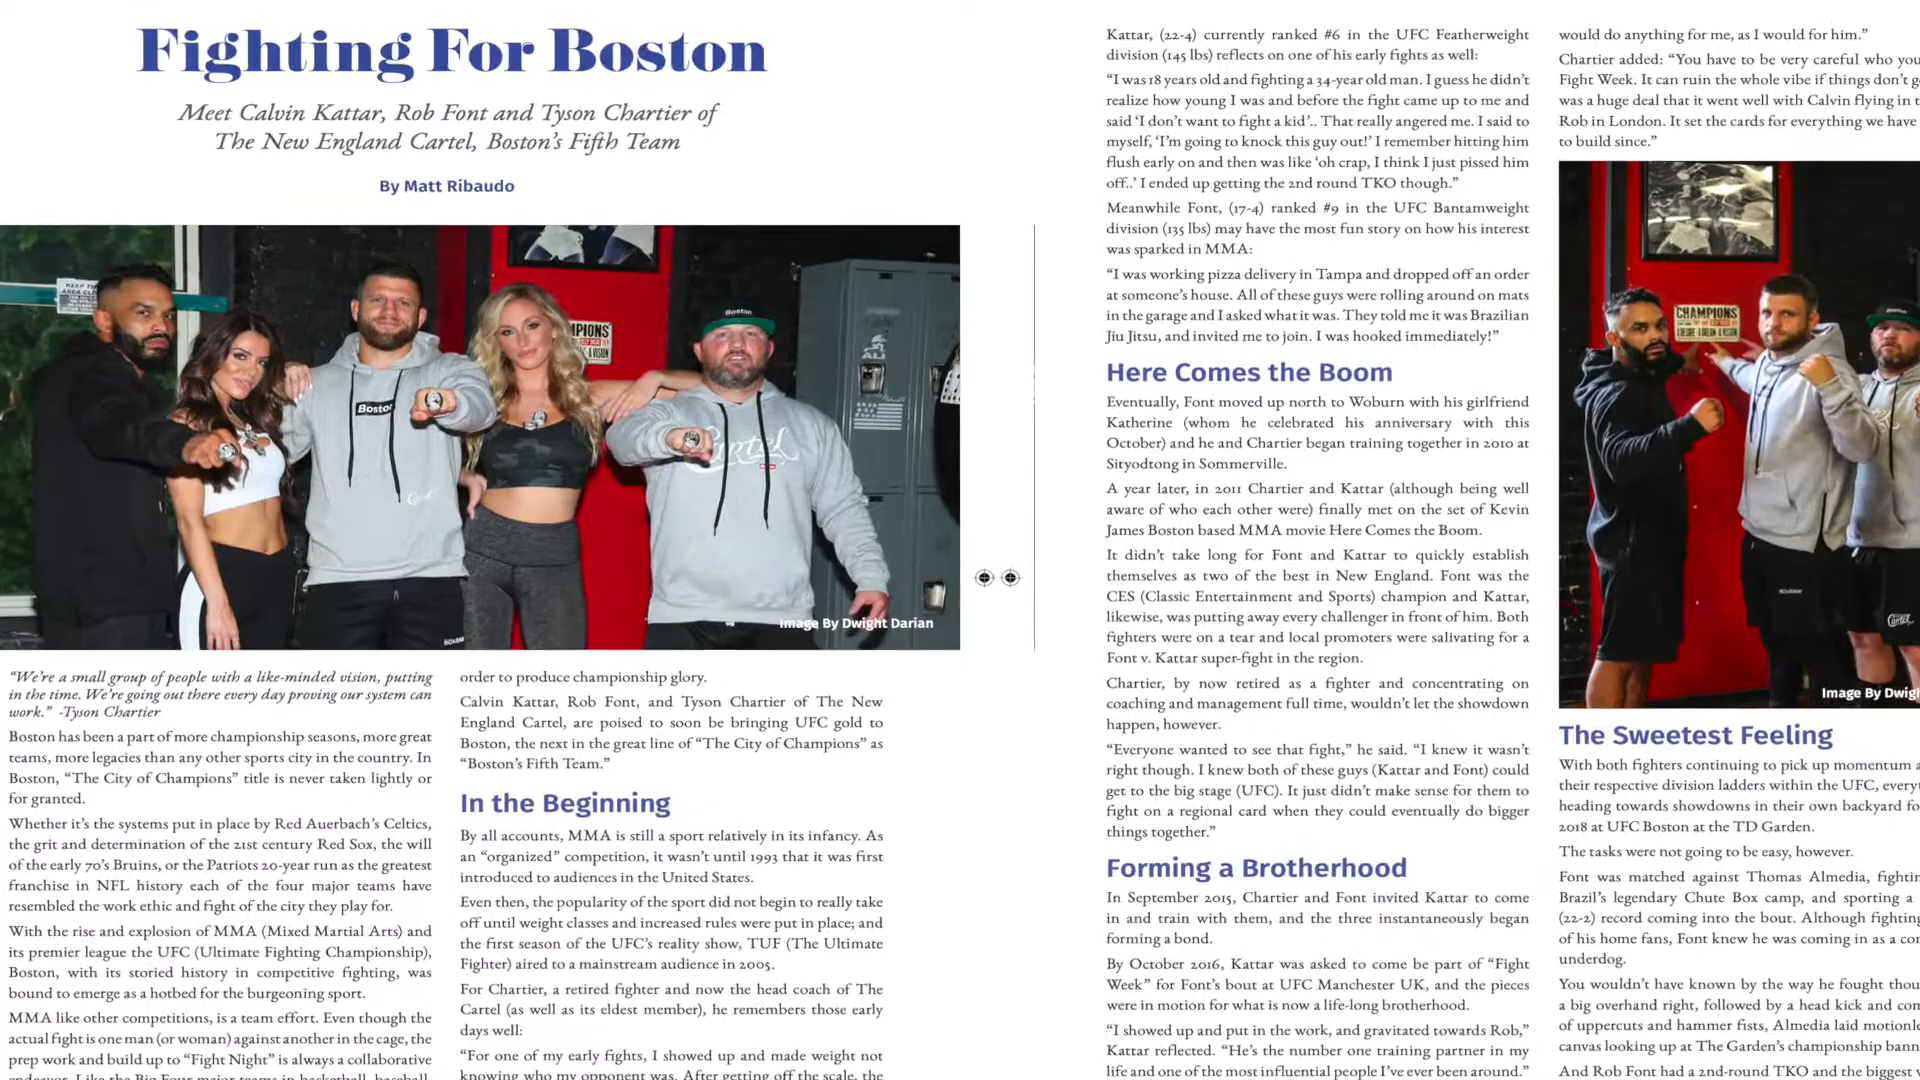 Fighting For Boston
Meet Calvin Kattar, Rob Font and Tyson Chartier of
The New England Cartel, Boston's Fifth Team
By Matt Ribaudo
KEEP TH
AREA CLE
CHAMPIONS
A VISION
Boston
Boston
Cartel
Image By Dwight Darian
"We're a small group of people with a like-minded vision, putting
in the time. We're going out there every day proving our system can
work." -Tyson Chartier
Boston has been a part of more championship seasons, more great
teams, more legacies than any other sports city in the country. In
Boston, "The City of Champions" title is never taken lightly or
for granted.
Whether it's the systems put in place by Red Auerbach's Celtics,
the grit and determination of the 21st century Red Sox, the will
of the early 70's Bruins, or the Patriots 20-year run as the greatest
franchise in NFL history each of the four major teams have
resembled the work ethic and fight of the city they play for.
With the rise and explosion of MMA (Mixed Martial Arts) and
its premier league the UFC (Ultimate Fighting Championship),
Boston, with its storied history in competitive fighting, was
bound to emerge as a hotbed for the burgeoning sport.
MMA like other competitions, is a team effort. Even though the
actual fight is one man (or woman) against another in the cage, the
prep work and build up to "Fight Night" is always a collaborative
endeavor. Like the Big Four major teams in basketball, baseball,
order to produce championship glory.
Calvin Kattar, Rob Font, and Tyson Chartier of The New
England Cartel, are poised to soon be bringing UFC gold to
Boston, the next in the great line of "The City of Champions" as
"Boston's Fifth Team."
In the Beginning
By all accounts, MMA is still a sport relatively in its infancy. As
an "organized" competition, it wasn't until 1993 that it was first
introduced to audiences in the United States.
Even then, the popularity of the sport did not begin to really take
off until weight classes and increased rules were put in place; and
the first season of the UFC's reality show, TUF (The Ultimate
Fighter) aired to a mainstream audience in 2005.
For Chartier, a retired fighter and now the head coach of The
Cartel (as well as its eldest member), he remembers those early
days well:
"For one of my early fights, I showed up and made weight not
knowing who my opponent was. After getting off the scale, the
Kattar, (22-4) currently ranked #6 in the UFC Featherweight
division (145 lbs) reflects on one of his early fights as well:
"I was 18 years old and fighting a 34-year old man. I guess he didn't
realize how young I was and before the fight came up to me and
said 'I don't want to fight a kid'.. That really angered me. I said to
myself, 'I'm going to knock this guy out!' I remember hitting him
flush early on and then was like 'oh crap, I think I just pissed him
off..' I ended up getting the 2nd round TKO though."
Meanwhile Font, (17-4) ranked #9 in the UFC Bantamweight
division (135 lbs) may have the most fun story on how his interest
was sparked in MMA:
"I was working pizza delivery in Tampa and dropped off an order
at someone's house. All of these guys were rolling around on mats
in the garage and I asked what it was. They told me it was Brazilian
Jiu Jitsu, and invited me to join. I was hooked immediately!"
Here Comes the Boom
Eventually, Font moved up north to Woburn with his girlfriend
Katherine (whom he celebrated his anniversary with this
October) and he and Chartier began training together in 2010 at
Sityodtong in Sommerville.
A year later, in 2011 Chartier and Kattar (although being well
aware of who each other were) finally met on the set of Kevin
James Boston based MMA movie Here Comes the Boom.
It didn't take long for Font and Kattar to quickly establish
themselves as two of the best in New England. Font was the
CES (Classic Entertainment and Sports) champion and Kattar,
likewise, was putting away every challenger in front of him. Both
fighters were on a tear and local promoters were salivating for a
Font v. Kattar super-fight in the region.
Chartier, by now retired as a fighter and concentrating on
coaching and management full time, wouldn't let the showdown
happen, however.
"Everyone wanted to see that fight," he said. "I knew it wasn't
right though. I knew both of these guys (Kattar and Font) could
get to the big stage (UFC). It just didn't make sense for them to
fight on a regional card when they could eventually do bigger
things together."
Forming a Brotherhood
In September 2015, Chartier and Font invited Kattar to come
in and train with them, and the three instantaneously began
forming a bond.
By October 2016, Kattar was asked to come be part of "Fight
Week" for Font's bout at UFC Manchester UK, and the pieces
were in motion for what is now a life-long brotherhood.
"I showed up and put in the work, and gravitated towards Rob,"
Kattar reflected. "He's the number one training partner in my
life and one of the most influential people I've ever been around."
would do anything for me, as I would for him."
Chartier added: "You have to be very careful who you
Fight Week. It can ruin the whole vibe if things don't g
was a huge deal that it went well with Calvin flying in t
Rob in London. It set the cards for everything we have
to build since."
CHAMPIONS
Boston
Cartel
Image By Dwigh
The Sweetest Feeling
With both fighters continuing to pick up momentum a
their respective division ladders within the UFC, every
heading towards showdowns in their own backyard fo
2018 at UFC Boston at the TD Garden.
The tasks were not going to be easy, however.
Font was matched against Thomas Almedia, fightin
Brazil's legendary Chute Box camp, and sporting a
(22-2) record coming into the bout. Although fighting
of his home fans, Font knew he was coming in as a con
underdog.
You wouldn't have known by the way he fought thou
a big overhand right, followed by a head kick and con
of uppercuts and hammer fists, Almedia laid motionle
canvas looking up at The Garden's championship bann
And Rob Font had a 2nd-round TKO and the biggest v